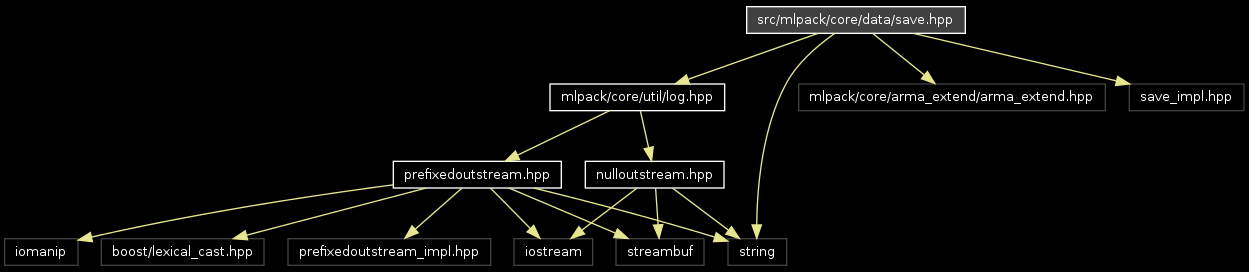 src/mlpack/core/data/save.hpp
mlpack/core/util/log.hpp
mlpack/core/arma_extend/arma_extend.hpp
save_impl.hpp
prefixedoutstream.hpp
nulloutstream.hpp
iomanip
boost/lexical_cast.hpp
prefixedoutstream_impl.hpp
iostream
streambuf
string